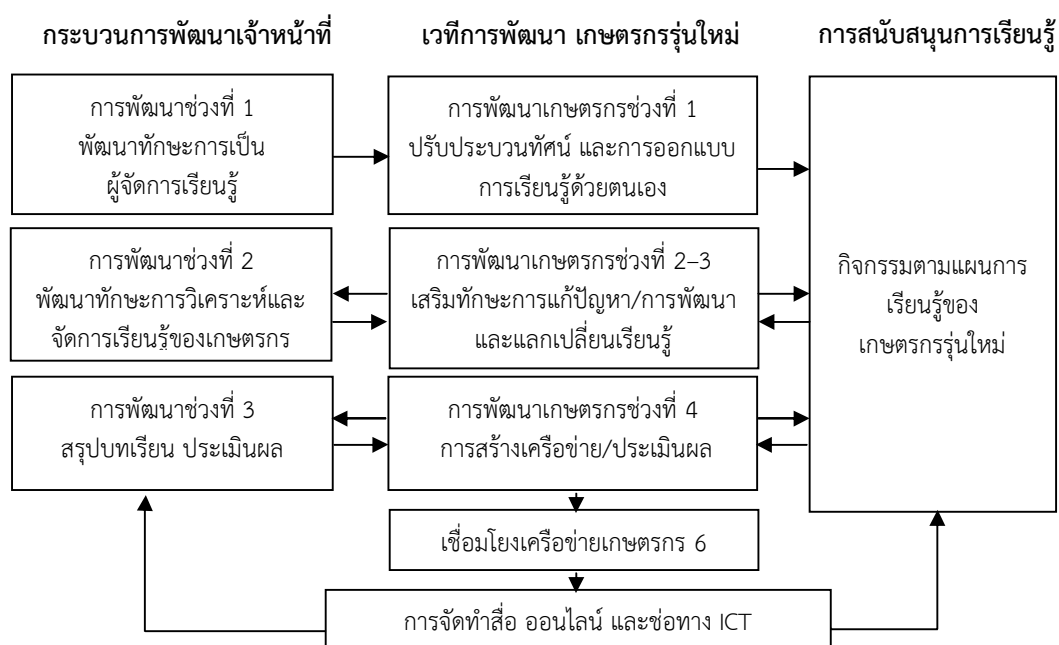 กระบวนการพัฒนาเจ้าหน้าที่
เวทีการพัฒนา เกษตรกรรุ่นใหม่
การสนับสนุนการเรียนรู้
การพัฒนาช่วงที่ 1
พัฒนาทักษะการเป็น
ผู้จัดการเรียนรู้
การพัฒนาเกษตรกรช่วงที่ 1
ปรับประบวนทัศน์ และการออกแบบ
การเรียนรู้ด้วยตนเอง
การพัฒนาช่วงที่ 2
พัฒนาทักษะการวิเคราะห์และ
จัดการเรียนรู้ของเกษตรกร
การพัฒนาเกษตรกรช่วงที่ 2–3
เสริมทักษะการแก้ปัญหา/การพัฒนา
และแลกเปลี่ยนเรียนรู้
กิจกรรมตามแผนการ
เรียนรู้ของ
เกษตรกรรุ่นใหม่
การพัฒนาช่วงที่ 3
สรุปบทเรียน ประเมินผล
การพัฒนาเกษตรกรช่วงที่ 4
การสร้างเครือข่าย/ประเมินผล
เชื่อมโยงเครือข่ายเกษตรกร 6
การจัดทำสื่อ ออนไลน์ และช่อทาง ICT